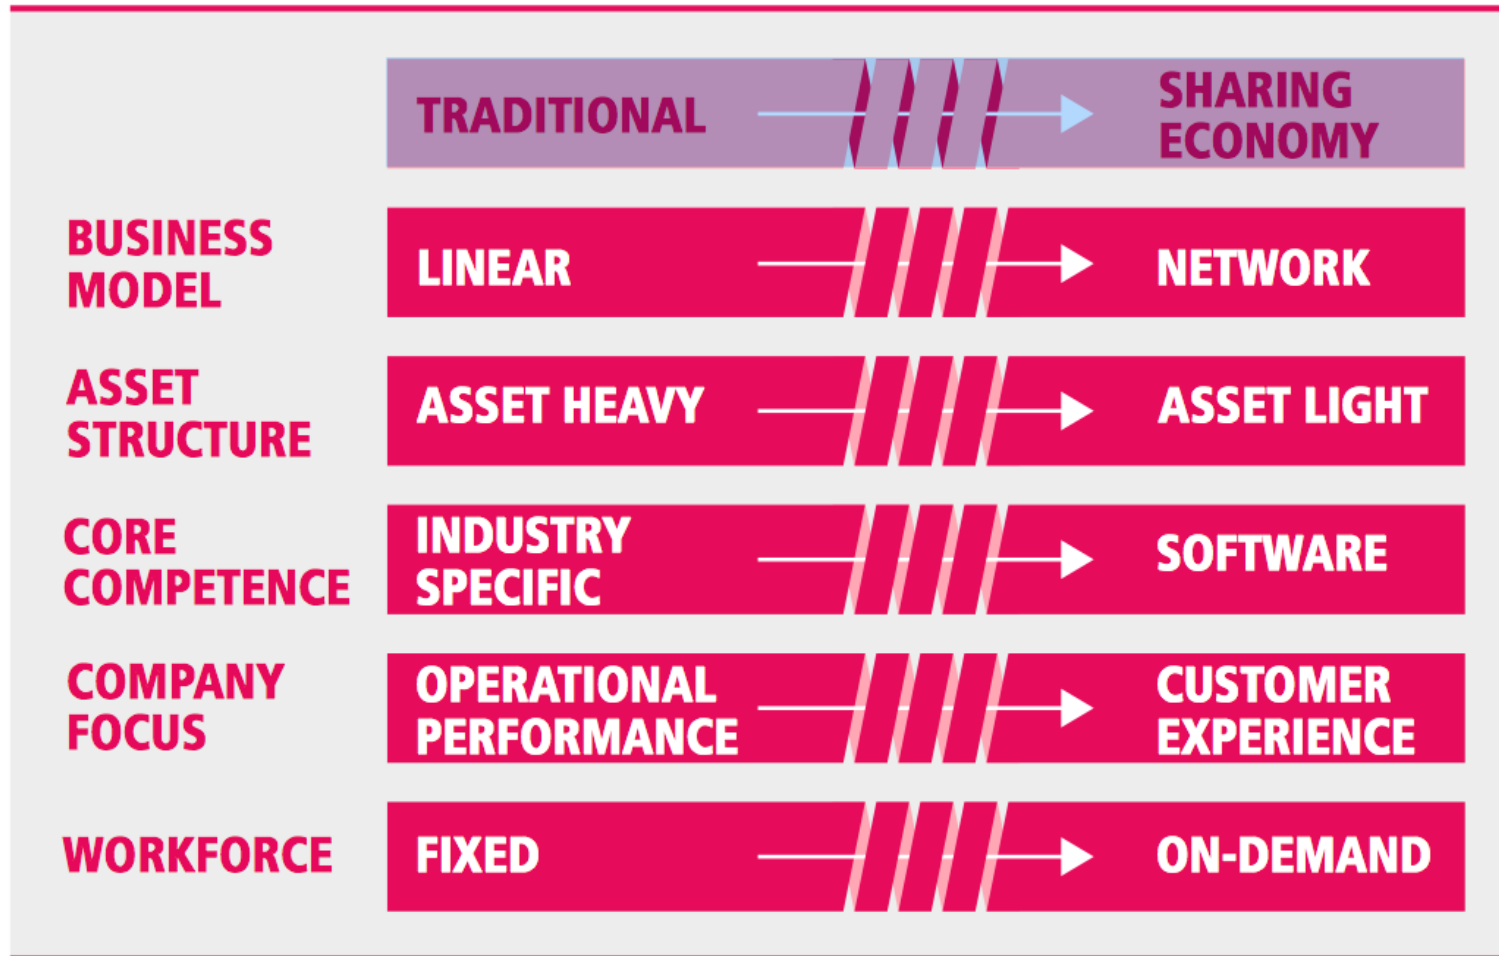 TRADITIONAL
SHARING
ECONOMY
BUSINESS
MODEL
LINEAR
NETWORK
ASSET
STRUCTURE
ASSET HEAVY
ASSET LIGHT
CORE
COMPETENCE
INDUSTRY
SPECIFIC
SOFTWARE
COMPANY
FOCUS
OPERATIONAL
PERFORMANCE
CUSTOMER
EXPERIENCE
WORKFORCE
FIXED
ON-DEMAND